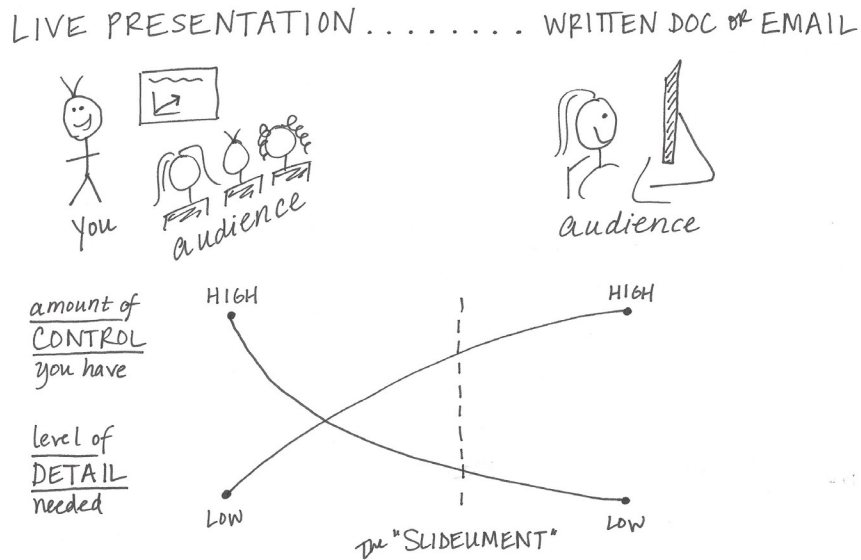 LIVE PRESENTATION ........ WRITTEN DOC OR EMAIL
you
audience
audience
amount of
CONTROL
you have
level of
DETAIL
needed
HIGH
HIGH
LOW
LOW
The "SLIDEUMENT"